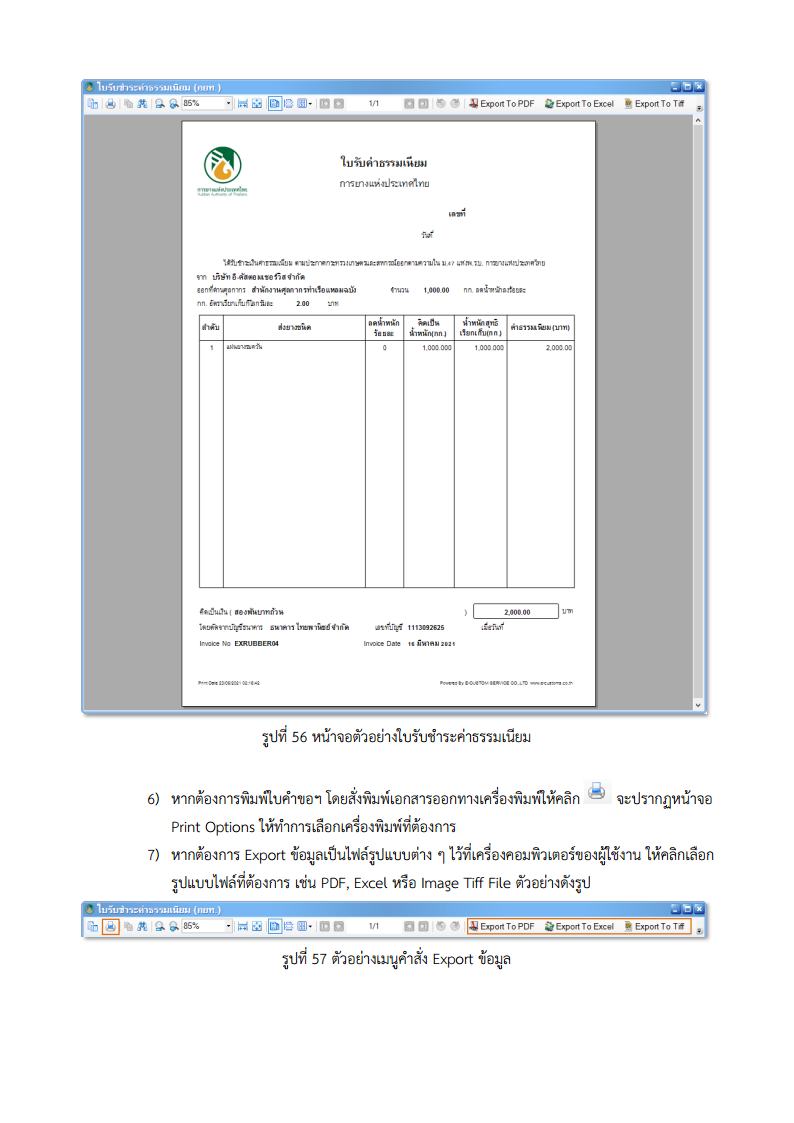 ใบรับชำระค่าธรรมเนียม (กยท.)
85% 1/1 Export To PDF Export To Excel Export To Tiff
ใบรับค่าธรรมเนียม
การยางแห่งประเทศไทย
การยางแห่งประเทศไทย
Rubber Authority of Thailand
เลขที่
วันที่
ได้รับชำระเงินค่าธรรมเนียม ตามประกาศกระทรวงเกษตรและสหกรณ์ออกตามความใน ม.47 แห่งพ.ร.บ. การยางแห่งประเทศไทย
จาก บริษัท อี-คัสตอมเซอร์วิส จำกัด
ออกที่ด่านศุลกากร สำนักงานศุลกากรท่าเรือแหลมฉบัง จำนวน 1,000.00 กก. ลดน้ำหนักลงร้อยละ
กก. อัตราเรียกเก็บกิโลกรัมละ 2.00 บาท
ลำดับ ส่งยางชนิด ลดน้ำหนัก ร้อยละ คิดเป็น น้ำหนัก(กก.) น้ำหนักสุทธิ เรียกเก็บ(กก.) ค่าธรรมเนียม (บาท)
1 แผ่นยางรมควัน 0 1,000.000 1,000.000 2,000.00
คิดเป็นเงิน ( สองพันบาทถ้วน ) 2,000.00 บาท
โดยตัดจากบัญชีธนาคาร ธนาคาร ไทยพาณิชย์ จำกัด เลขที่บัญชี 1113092625 เมื่อวันที่
Invoice No EXRUBBER04 Invoice Date 16 มีนาคม 2021
Print Date 23/06/2021 02:16:42 Powered By E-CUSTOM SERVICE CO.,LTD. www.ecustoms.co.th
รูปที่ 56 หน้าจอตัวอย่างใบรับชำระค่าธรรมเนียม
6) หากต้องการพิมพ์ใบคำขอฯ โดยสั่งพิมพ์เอกสารออกทางเครื่องพิมพ์ให้คลิก จะปรากฏหน้าจอ
Print Options ให้ทำการเลือกเครื่องพิมพ์ที่ต้องการ
7) หากต้องการ Export ข้อมูลเป็นไฟล์รูปแบบต่าง ๆ ไว้ที่เครื่องคอมพิวเตอร์ของผู้ใช้งาน ให้คลิกเลือก
รูปแบบไฟล์ที่ต้องการ เช่น PDF, Excel หรือ Image Tiff File ตัวอย่างดังรูป
ใบรับชำระค่าธรรมเนียม (กยท.)
85% 1/1 Export To PDF Export To Excel Export To Tiff
รูปที่ 57 ตัวอย่างเมนูคำสั่ง Export ข้อมูล